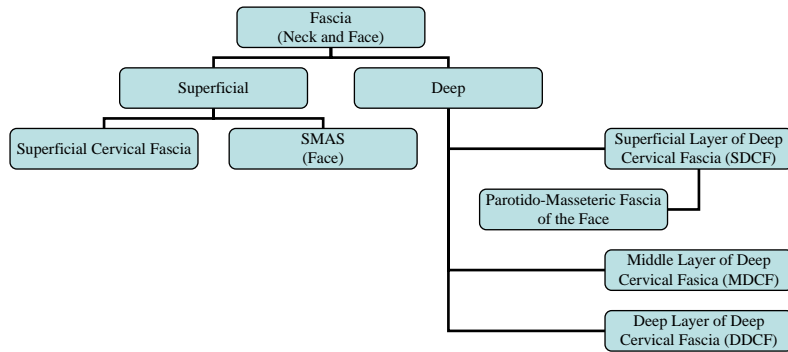 Fascia
(Neck and Face)
Superficial
Deep
Superficial Cervical Fascia
SMAS
(Face)
Superficial Layer of Deep
Cervical Fascia (SDCF)
Parotido-Masseteric Fascia
of the Face
Middle Layer of Deep
Cervical Fasica (MDCF)
Deep Layer of Deep
Cervical Fascia (DDCF)